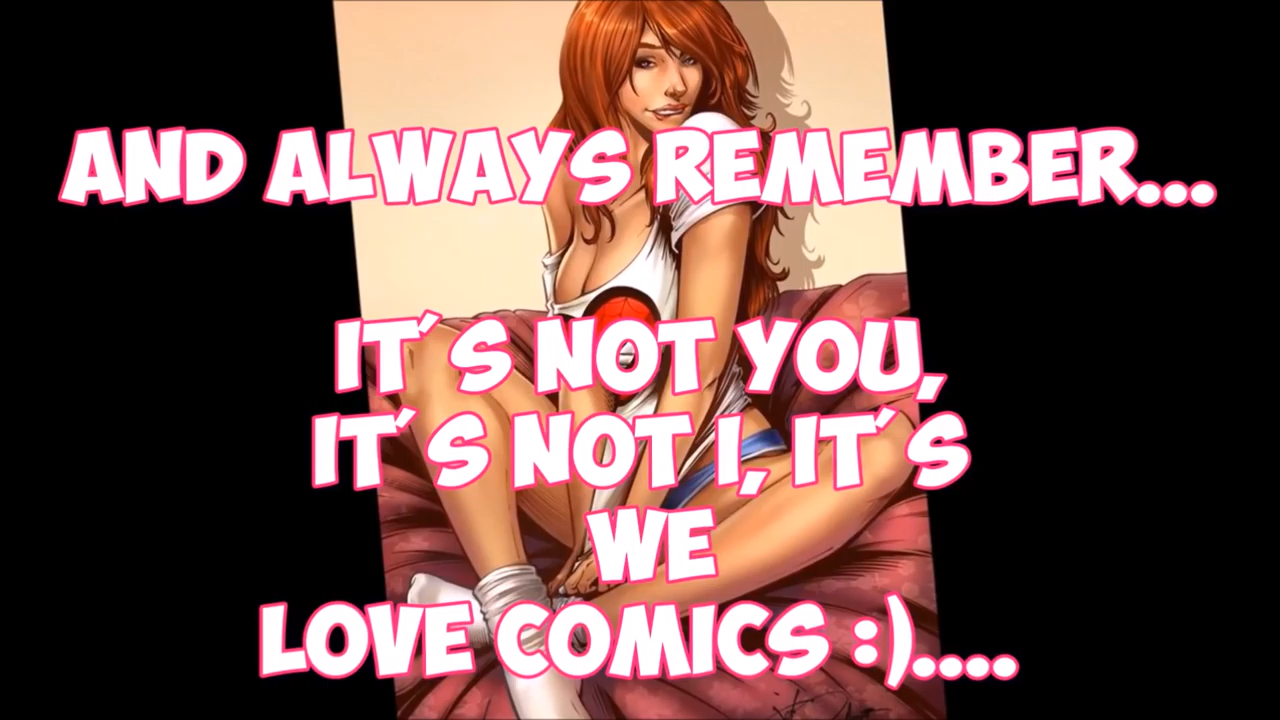 AND ALWAYS REMEMBER...
IT'S NOT YOU,
IT'S NOT I, IT'S
WE
LOVE COMICS :)....